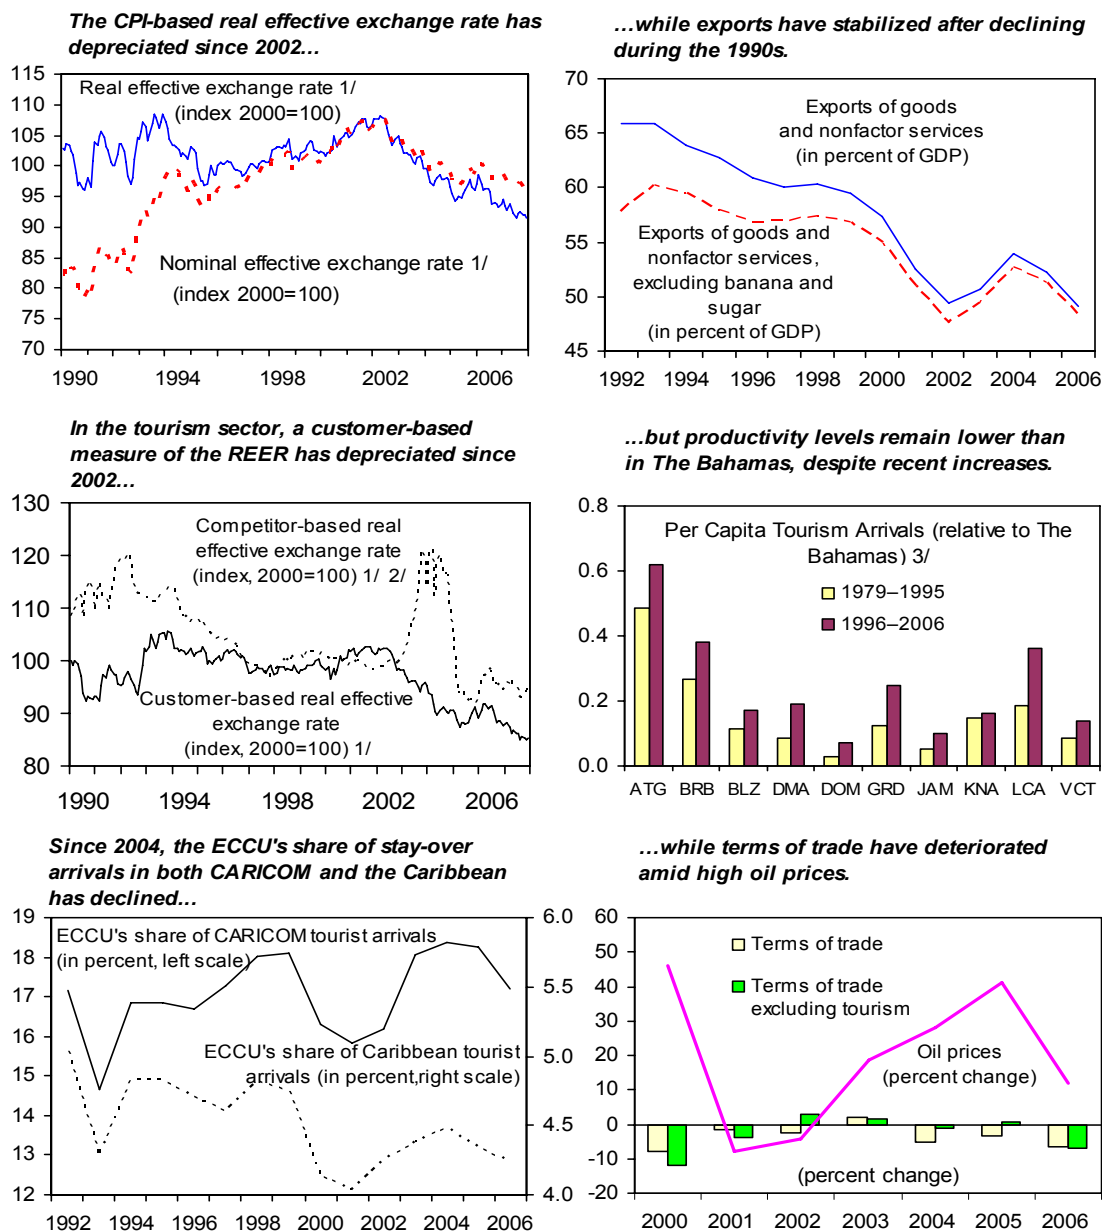 The CPI-based real effective exchange rate has
depreciated since 2002...
115
110
105
100
95
90
85
80
75
70
Real effective exchange rate 1/
(index 2000=100)
Nominal effective exchange rate 1/
(index 2000=100)
1990 1994 1998 2002 2006
...while exports have stabilized after declining
during the 1990s.
70
65
60
55
50
45
Exports of goods
and nonfactor services
(in percent of GDP)
Exports of goods and
nonfactor services,
excluding banana and
sugar
(in percent of GDP)
1992 1994 1996 1998 2000 2002 2004 2006
In the tourism sector, a customer-based
measure of the REER has depreciated since
2002...
130
120
110
100
90
80
Competitor-based real
effective exchange rate
(index, 2000=100) 1/ 2/
Customer-based real effective
exchange rate
(index, 2000=100) 1/
1990 1994 1998 2002 2006
...but productivity levels remain lower than
in The Bahamas, despite recent increases.
0.8
0.6
0.4
0.2
0.0
Per Capita Tourism Arrivals (relative to The
Bahamas) 3/
1979–1995
1996–2006
ATG BRB BLZ DMA DOM GRD JAM KNA LCA VCT
Since 2004, the ECCU's share of stay-over
arrivals in both CARICOM and the Caribbean
has declined...
19
18
17
16
15
14
13
12
6.0
5.5
5.0
4.5
4.0
ECCU's share of CARICOM tourist arrivals
(in percent, left scale)
ECCU's share of Caribbean tourist
arrivals (in percent,right scale)
1992 1994 1996 1998 2000 2002 2004 2006
...while terms of trade have deteriorated
amid high oil prices.
60
50
40
30
20
10
0
-10
-20
Terms of trade
Terms of trade
excluding tourism
Oil prices
(percent change)
(percent change)
2000 2001 2002 2003 2004 2005 2006